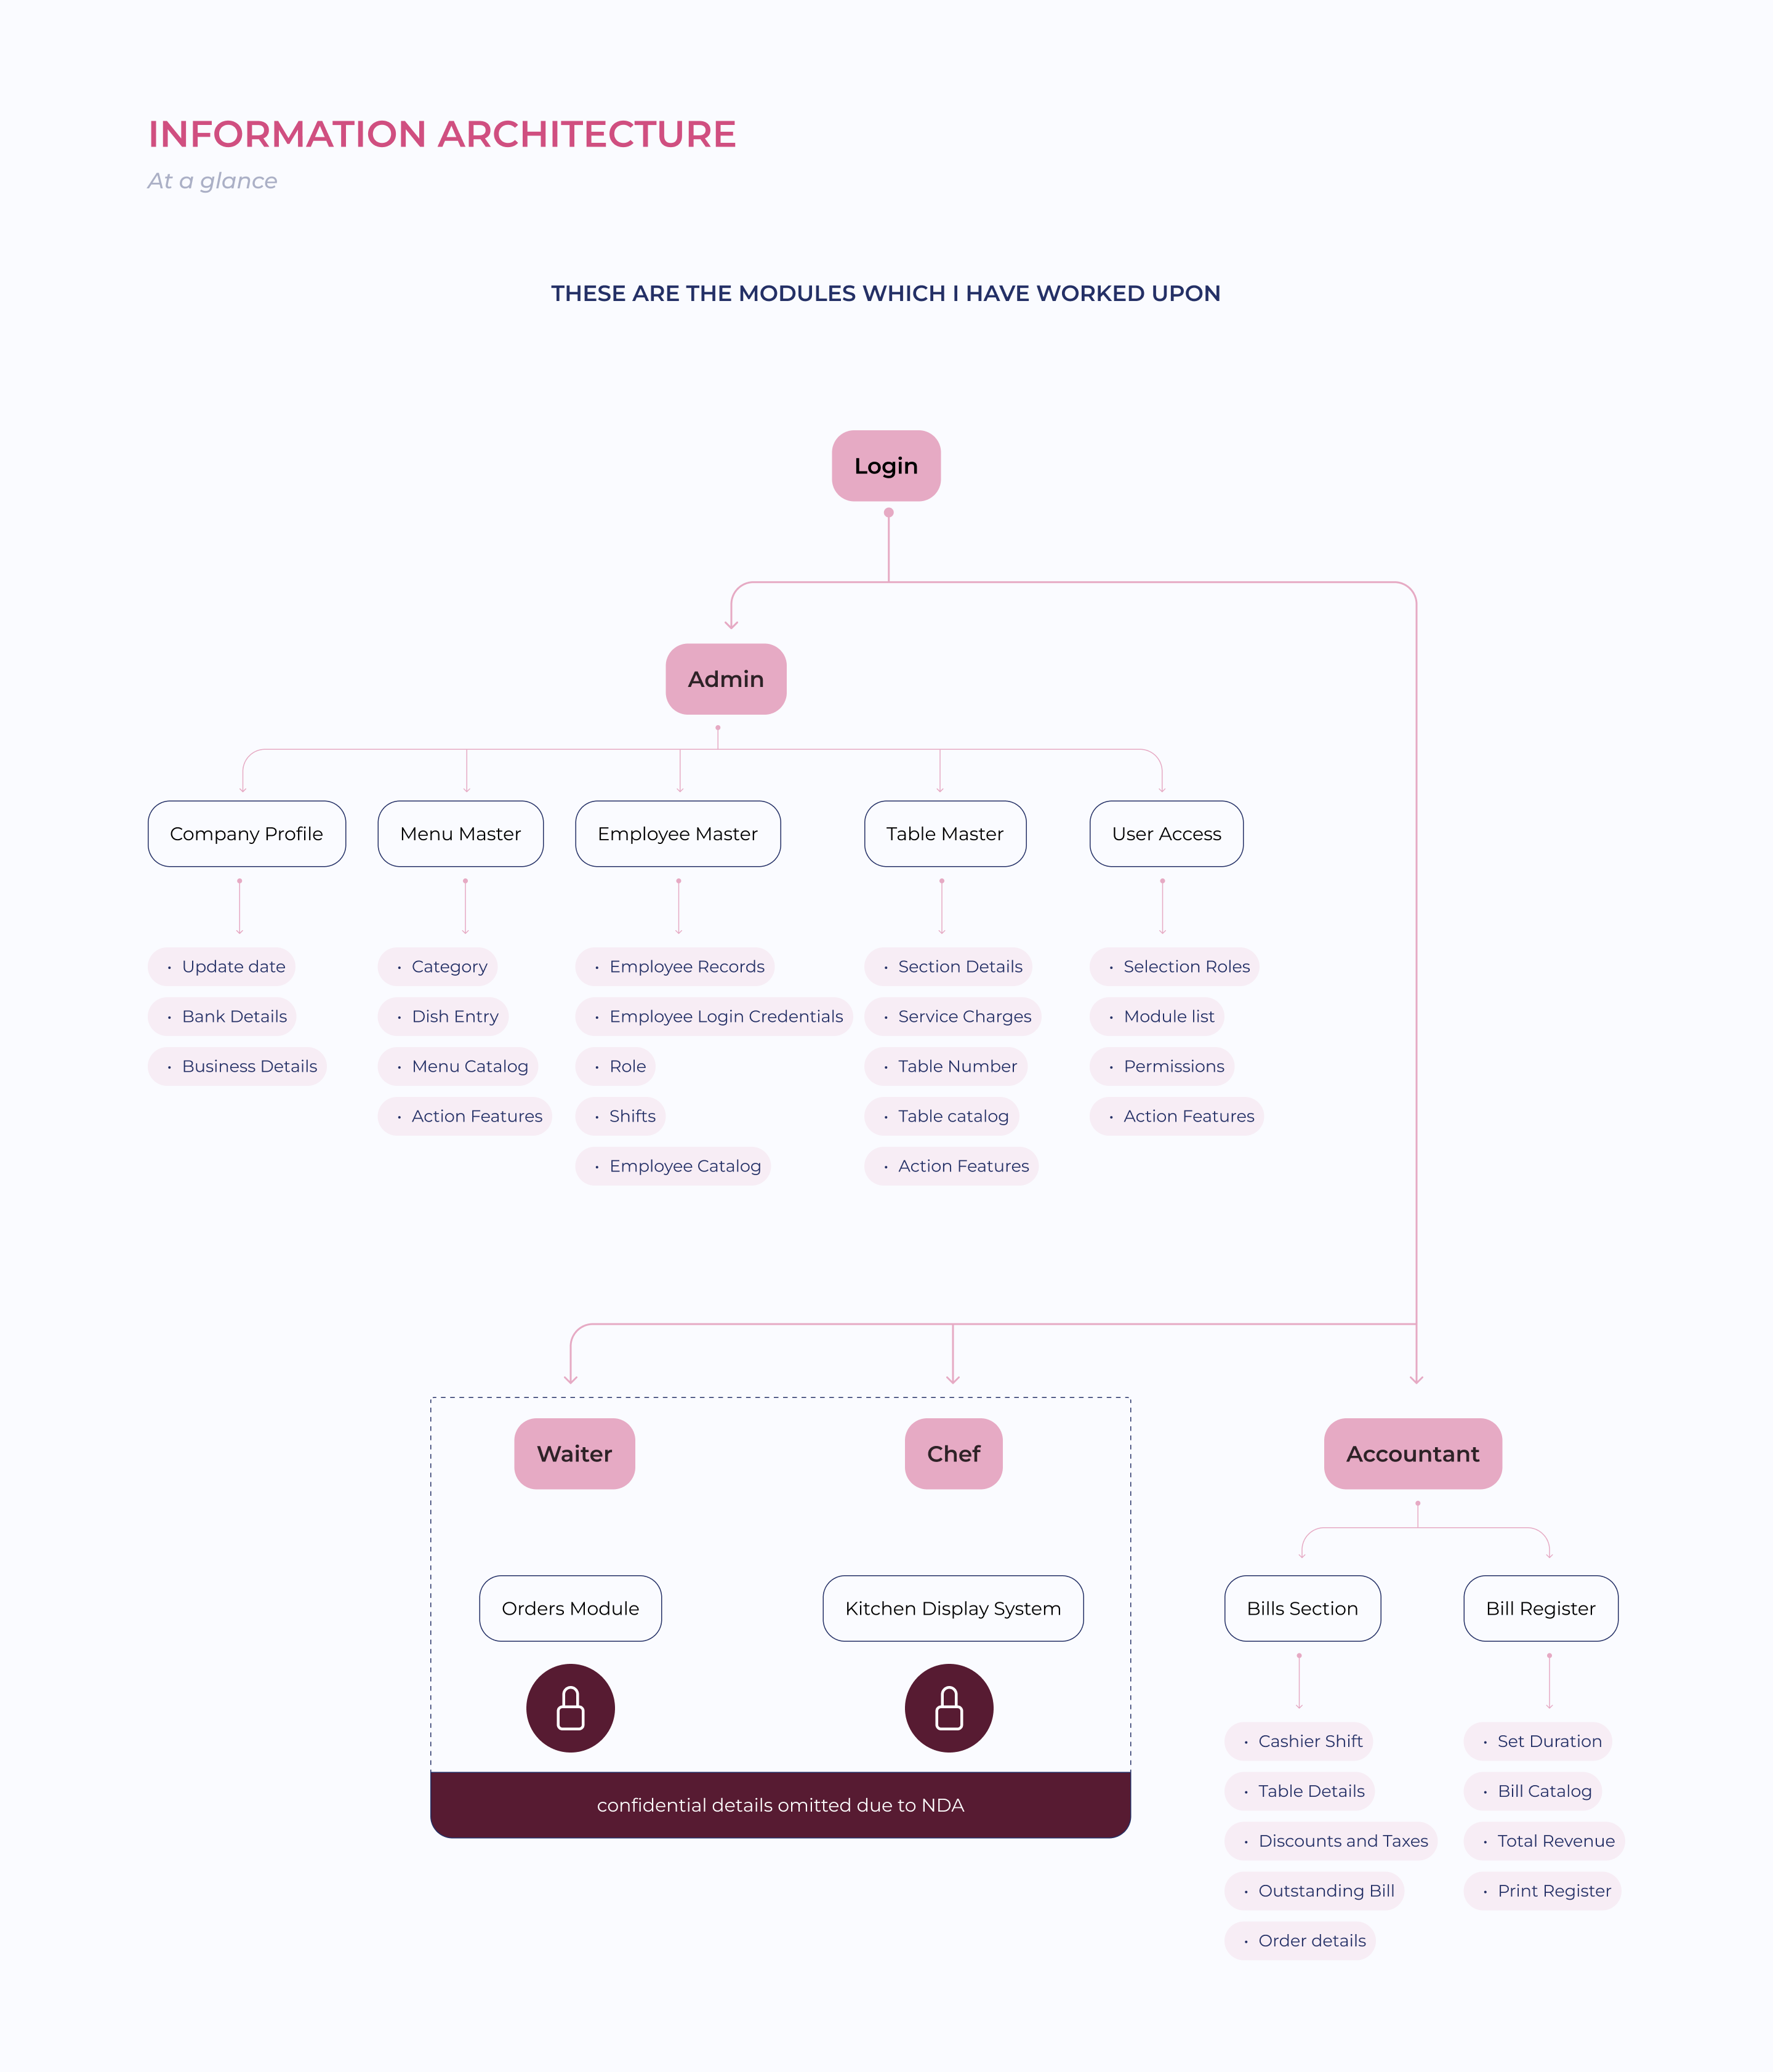 INFORMATION ARCHITECTURE
At a glance
THESE ARE THE MODULES WHICH I HAVE WORKED UPON
Login
Admin
Company Profile
Menu Master
Employee Master
Table Master
User Access
• Update date
• Bank Details
• Business Details
• Category
• Dish Entry
• Menu Catalog
• Action Features
• Employee Records
• Employee Login Credentials
• Role
• Shifts
• Employee Catalog
• Section Details
• Service Charges
• Table Number
• Table catalog
• Action Features
• Selection Roles
• Module list
• Permissions
• Action Features
Waiter
Chef
Accountant
Orders Module
Kitchen Display System
Bills Section
Bill Register
confidential details omitted due to NDA
• Cashier Shift
• Table Details
• Discounts and Taxes
• Outstanding Bill
• Order details
• Set Duration
• Bill Catalog
• Total Revenue
• Print Register